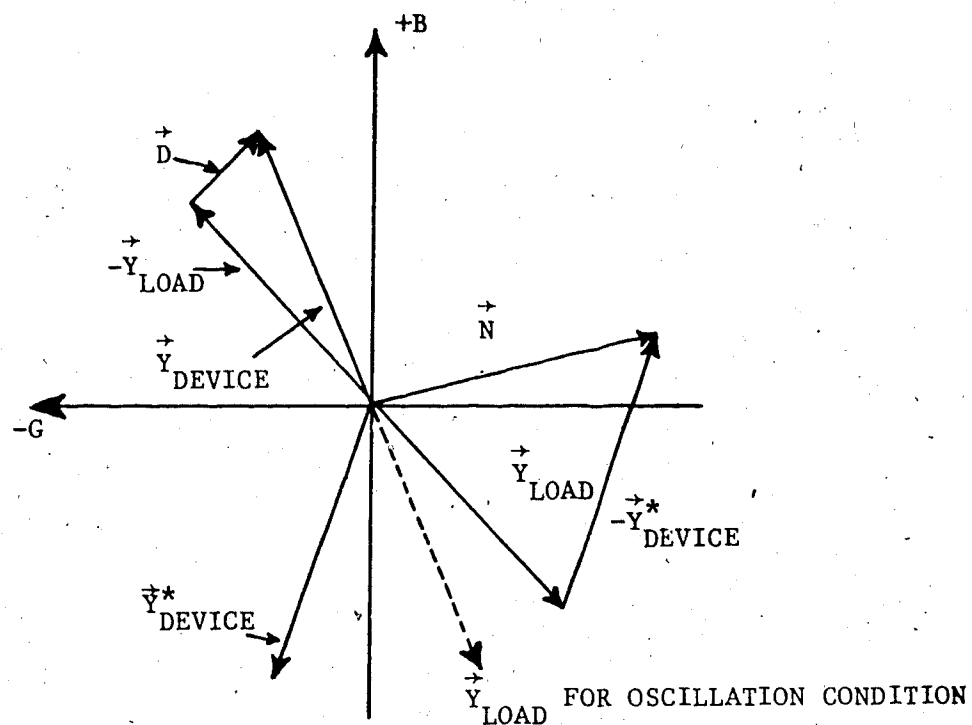 +B
→D
-→Y LOAD
→N
→Y DEVICE
-G
→Y LOAD
-→Y* DEVICE
→Y* DEVICE
→Y LOAD FOR OSCILLATION CONDITION